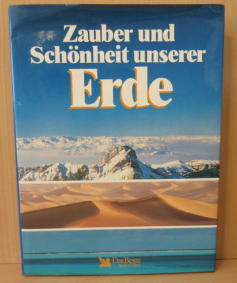 Zauber und
Schönheit unserer
Erde
Das Beste